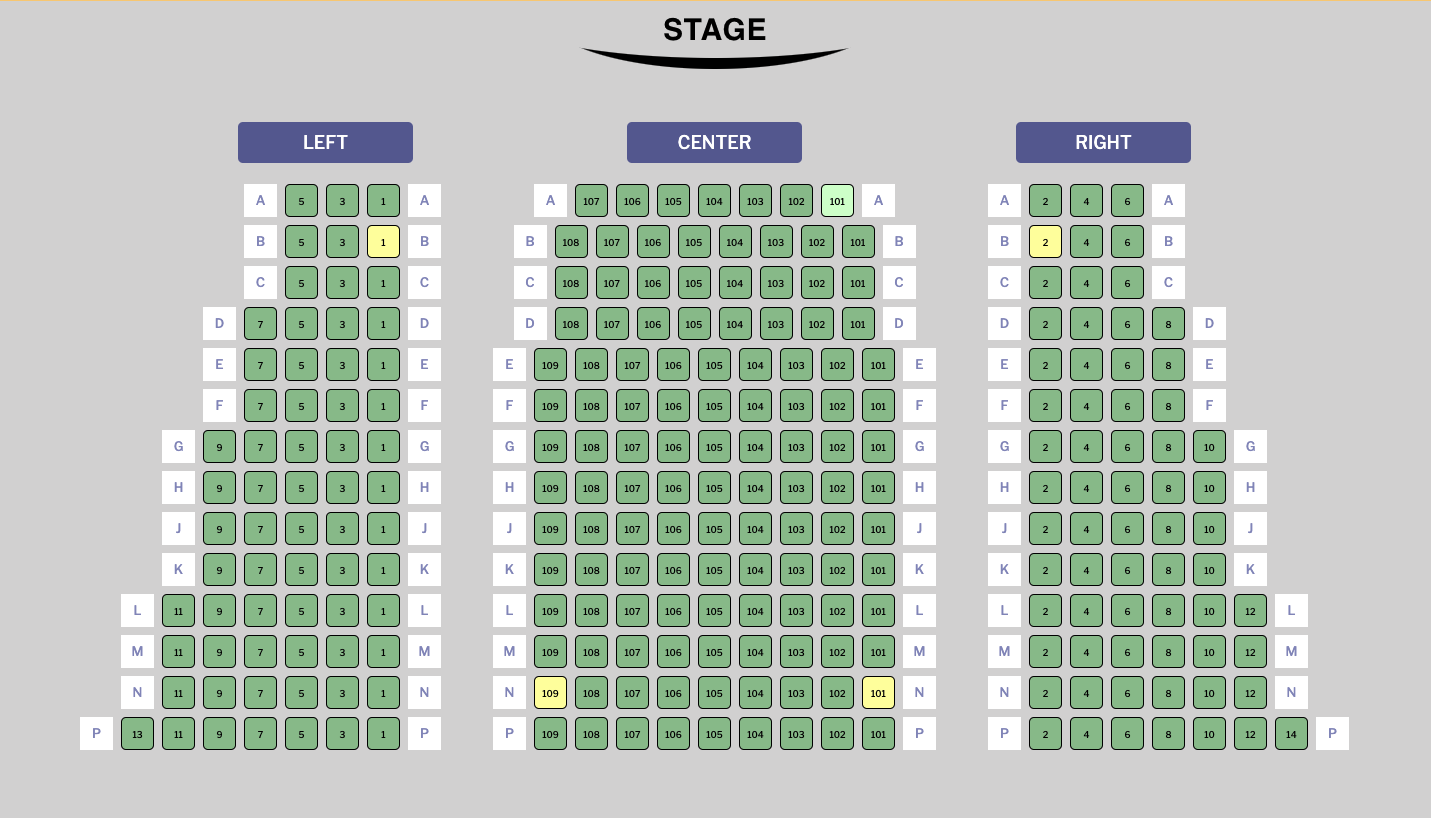 STAGE
LEFT CENTER RIGHT
A 5 3 1 A A 107 106 105 104 103 102 101 A A 2 4 6 A
B 5 3 1 B B 108 107 106 105 104 103 102 101 B B 2 4 6 B
C 5 3 1 C C 108 107 106 105 104 103 102 101 C C 2 4 6 C
D 7 5 3 1 D D 108 107 106 105 104 103 102 101 D D 2 4 6 8 D
E 7 5 3 1 E E 109 108 107 106 105 104 103 102 101 E E 2 4 6 8 E
F 7 5 3 1 F F 109 108 107 106 105 104 103 102 101 F F 2 4 6 8 F
G 9 7 5 3 1 G G 109 108 107 106 105 104 103 102 101 G G 2 4 6 8 10 G
H 9 7 5 3 1 H H 109 108 107 106 105 104 103 102 101 H H 2 4 6 8 10 H
J 9 7 5 3 1 J J 109 108 107 106 105 104 103 102 101 J J 2 4 6 8 10 J
K 9 7 5 3 1 K K 109 108 107 106 105 104 103 102 101 K K 2 4 6 8 10 K
L 11 9 7 5 3 1 L L 109 108 107 106 105 104 103 102 101 L L 2 4 6 8 10 12 L
M 11 9 7 5 3 1 M M 109 108 107 106 105 104 103 102 101 M M 2 4 6 8 10 12 M
N 11 9 7 5 3 1 N N 109 108 107 106 105 104 103 102 101 N N 2 4 6 8 10 12 N
P 13 11 9 7 5 3 1 P P 109 108 107 106 105 104 103 102 101 P P 2 4 6 8 10 12 14 P